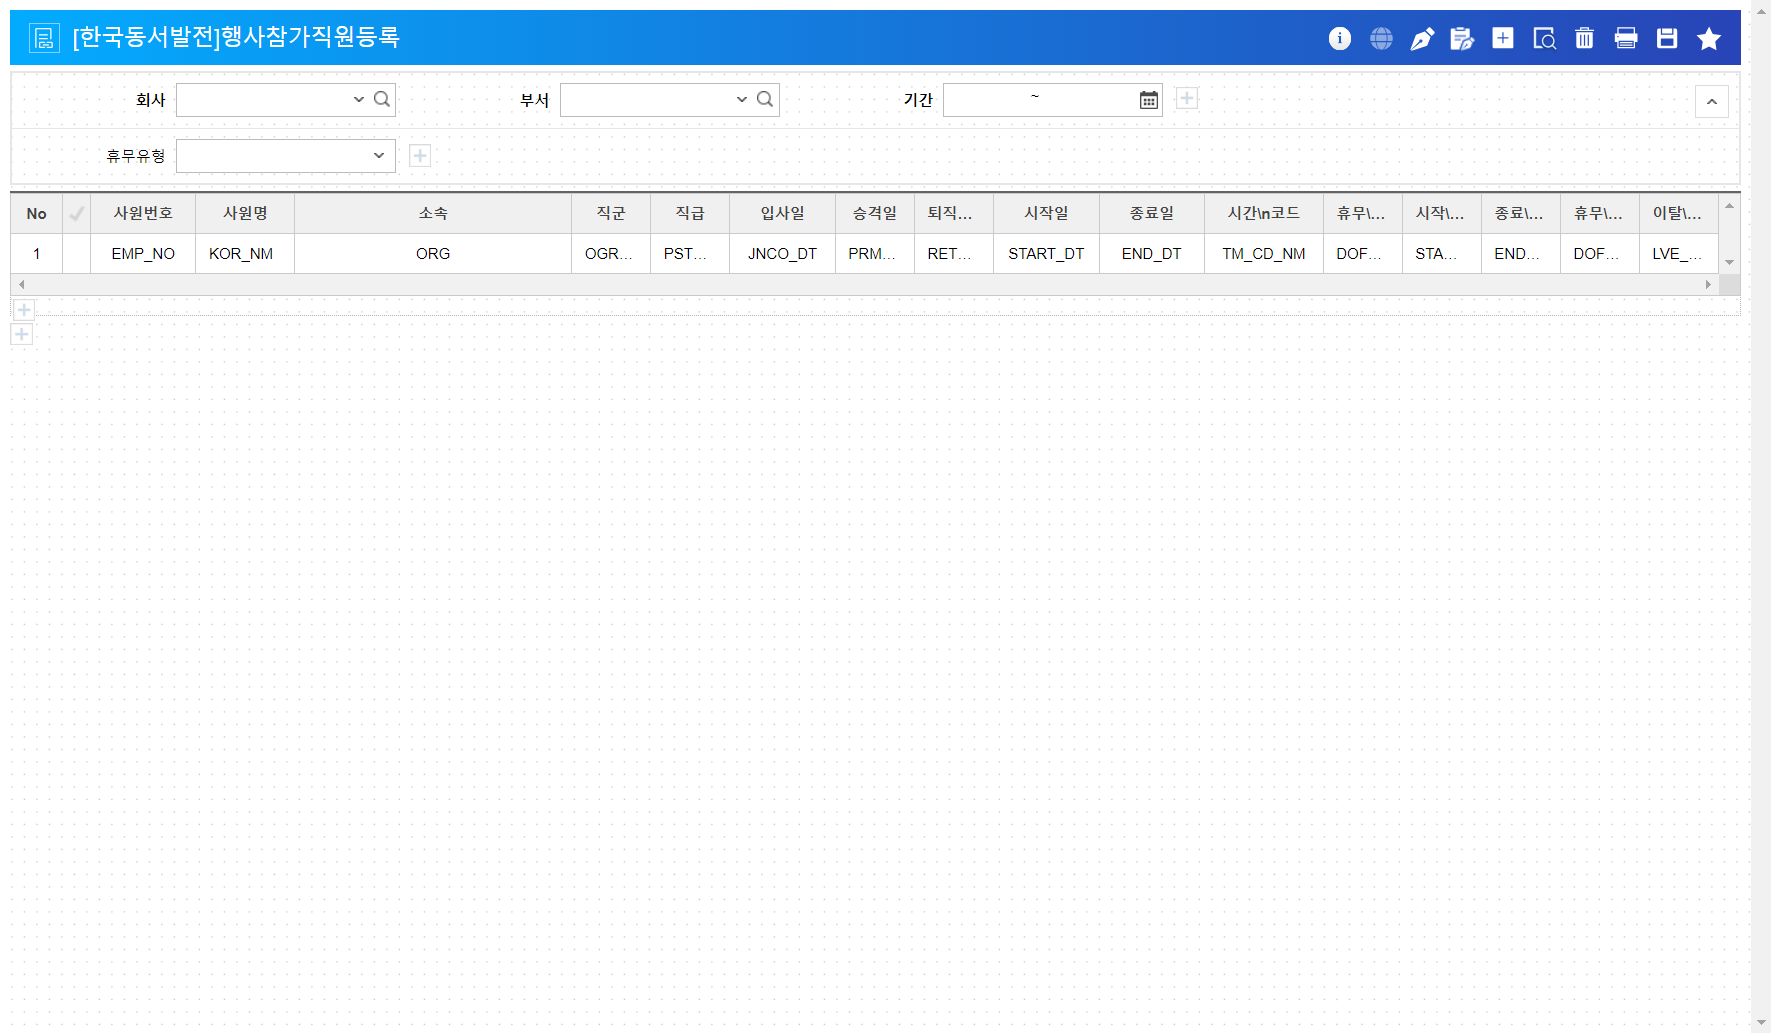 [한국동서발전]행사참가직원등록
회사 부서 기간 ~
휴무유형
No 사원번호 사원명 소속 직군 직급 입사일 승격일 퇴직... 시작일 종료일 시간\n코드 휴무\... 시작\... 종료\... 휴무\... 이탈\...
1 EMP_NO KOR_NM ORG OGR... PST... JNCO_DT PRM... RET... START_DT END_DT TM_CD_NM DOF... STA... END... DOF... LVE_...